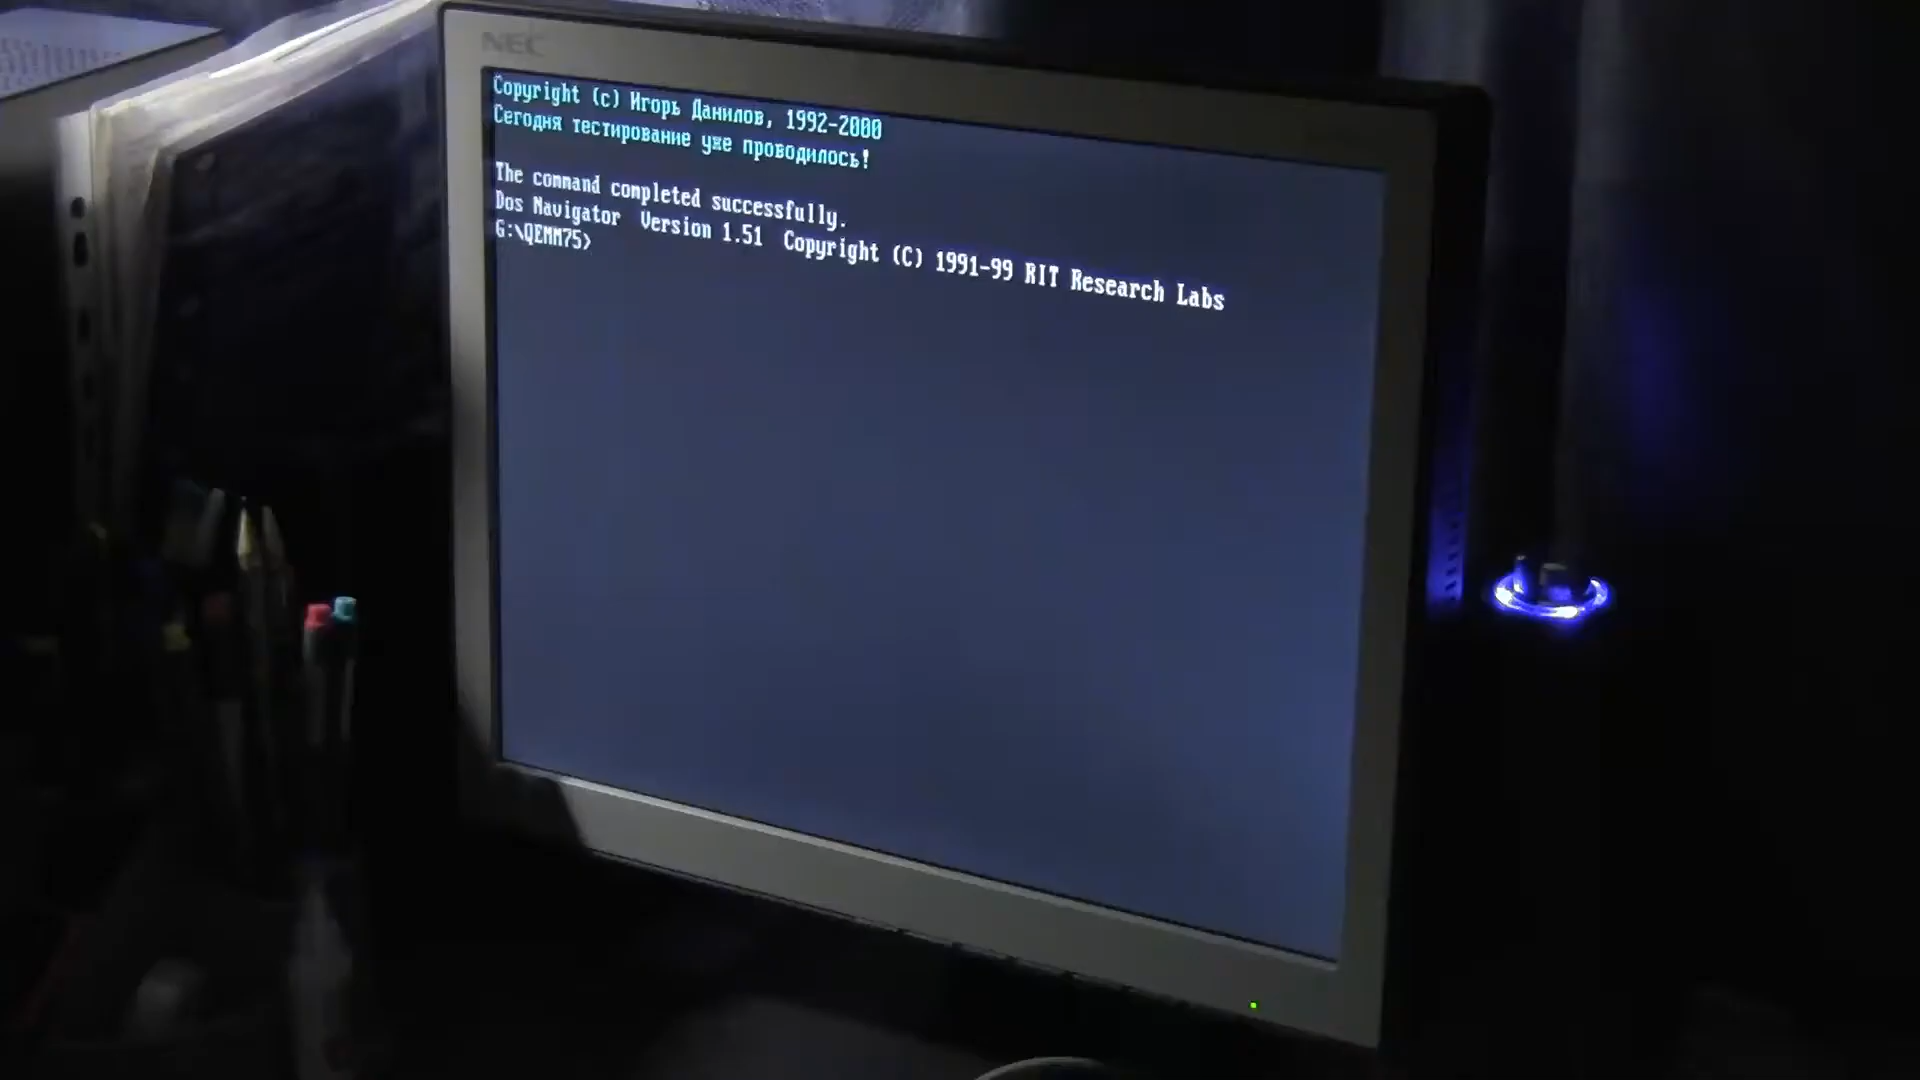 NEC
Copyright (c) Игорь Данилов, 1992-2000
Сегодня тестирование уже проводилось!
The command completed successfully.
Dos Navigator Version 1.51 Copyright (C) 1991-99 RIT Research Labs
G:\QEMM75>